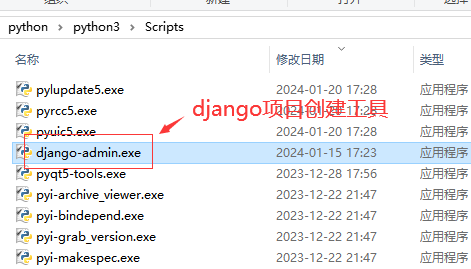 python > python3 > Scripts
名称 修改日期 类型
pylupdate5.exe 2024-01-20 17:28 应用程序
pyrcc5.exe 2024-01-20 17:28 应用程序
pyuic5.exe 2024-01-20 17:28 应用程序
django项目创建工具
django-admin.exe 2024-01-15 17:23 应用程序
pyqt5-tools.exe 2023-12-28 17:56 应用程序
pyi-archive_viewer.exe 2023-12-22 21:47 应用程序
pyi-bindepend.exe 2023-12-22 21:47 应用程序
pyi-grab_version.exe 2023-12-22 21:47 应用程序
pyi-makespec.exe 2023-12-22 21:47 应用程序